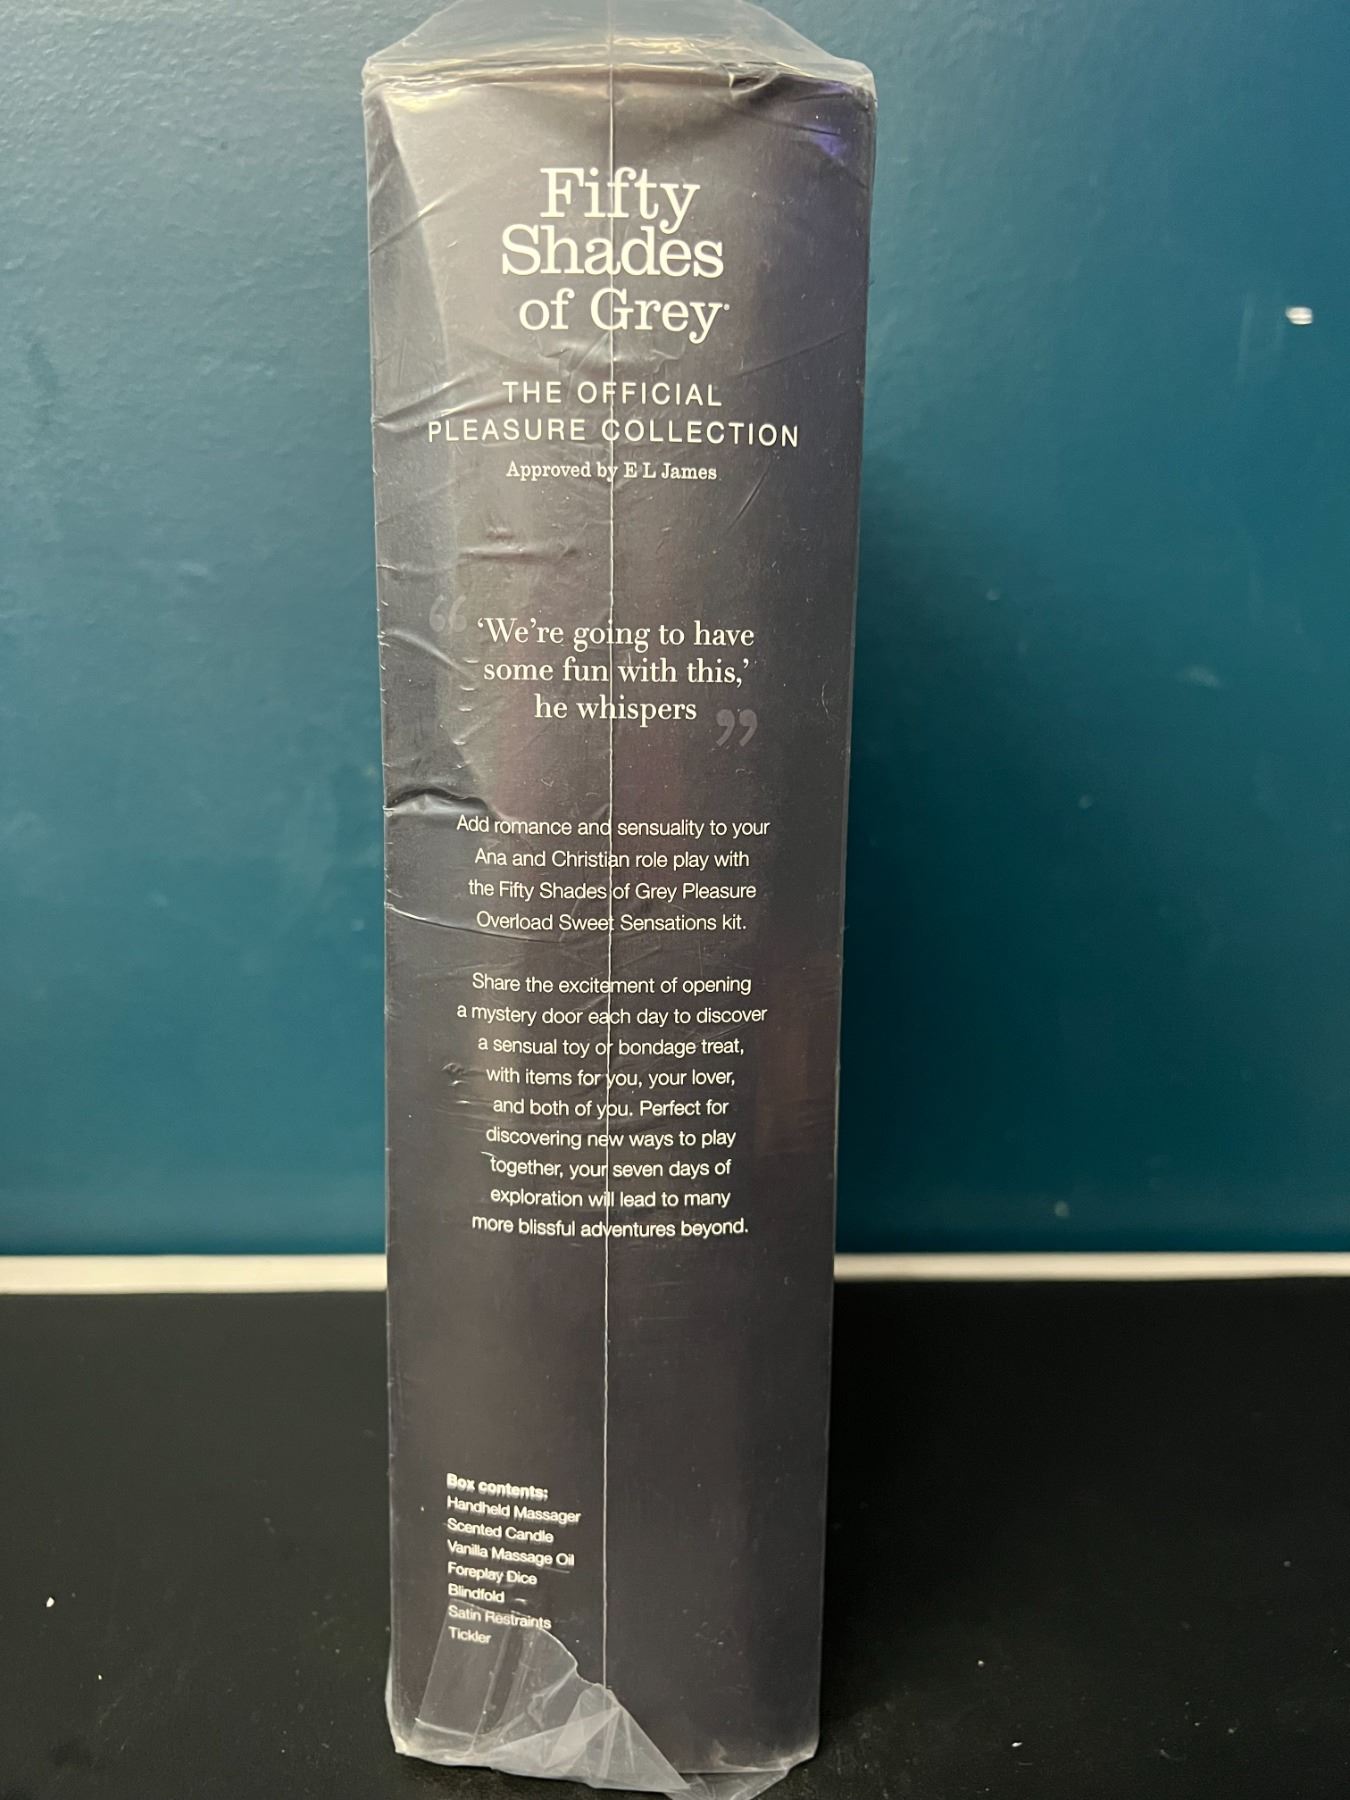 Fifty
Shades
of Grey®
THE OFFICIAL
PLEASURE COLLECTION
Approved by E L James
“ ‘We’re going to have
some fun with this,’
he whispers ”
Add romance and sensuality to your
Ana and Christian role play with
the Fifty Shades of Grey Pleasure
Overload Sweet Sensations kit.
Share the excitement of opening
a mystery door each day to discover
a sensual toy or bondage treat,
with items for you, your lover,
and both of you. Perfect for
discovering new ways to play
together, your seven days of
exploration will lead to many
more blissful adventures beyond.
Box contents:
Handheld Massager
Scented Candle
Vanilla Massage Oil
Foreplay Dice
Blindfold
Satin Restraints
Tickler